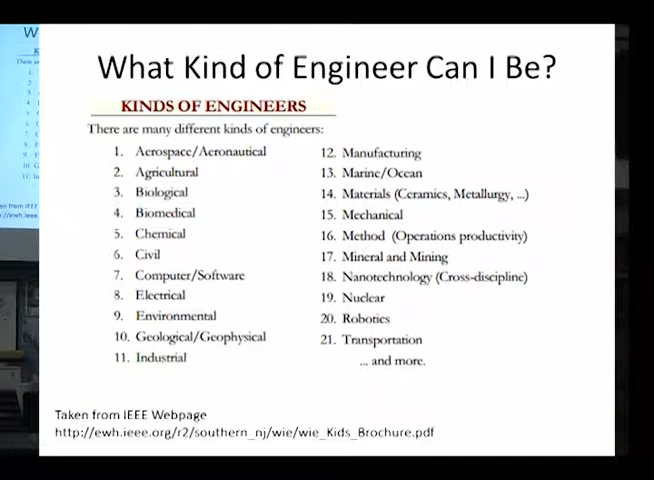 What Kind of Engineer Can I Be?
KINDS OF ENGINEERS
There are many different kinds of engineers:
1. Aerospace/Aeronautical
2. Agricultural
3. Biological
4. Biomedical
5. Chemical
6. Civil
7. Computer/Software
8. Electrical
9. Environmental
10. Geological/Geophysical
11. Industrial
12. Manufacturing
13. Marine/Ocean
14. Materials (Ceramics, Metallurgy, ...)
15. Mechanical
16. Method (Operations productivity)
17. Mineral and Mining
18. Nanotechnology (Cross-discipline)
19. Nuclear
20. Robotics
21. Transportation
... and more.
Taken from IEEE Webpage
http://ewh.ieee.org/r2/southern_nj/wie/wie_Kids_Brochure.pdf